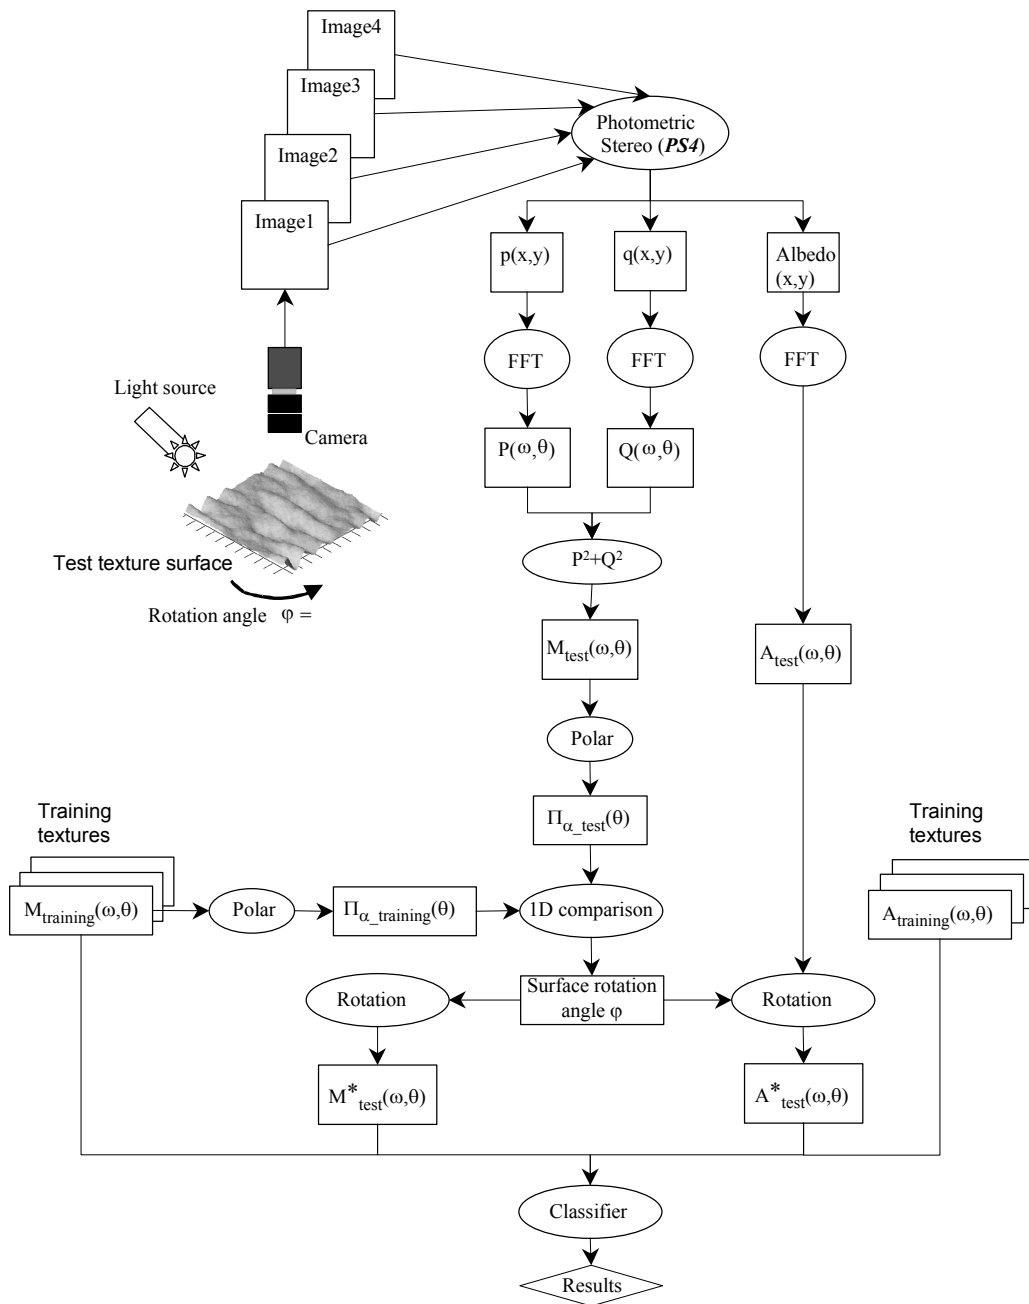 Image4
Image3
Image2
Image1
Photometric
Stereo (PS4)
p(x,y)
q(x,y)
Albedo
(x,y)
FFT
FFT
FFT
Light source
Camera
P(ω,θ)
Q(ω,θ)
Test texture surface
Rotation angle φ =
P²+Q²
M_test(ω,θ)
A_test(ω,θ)
Polar
Π_α_test(θ)
Training
textures
Training
textures
M_training(ω,θ)
Polar
Π_α_training(θ)
1D comparison
A_training(ω,θ)
Rotation
Surface rotation
angle φ
Rotation
M*_test(ω,θ)
A*_test(ω,θ)
Classifier
Results